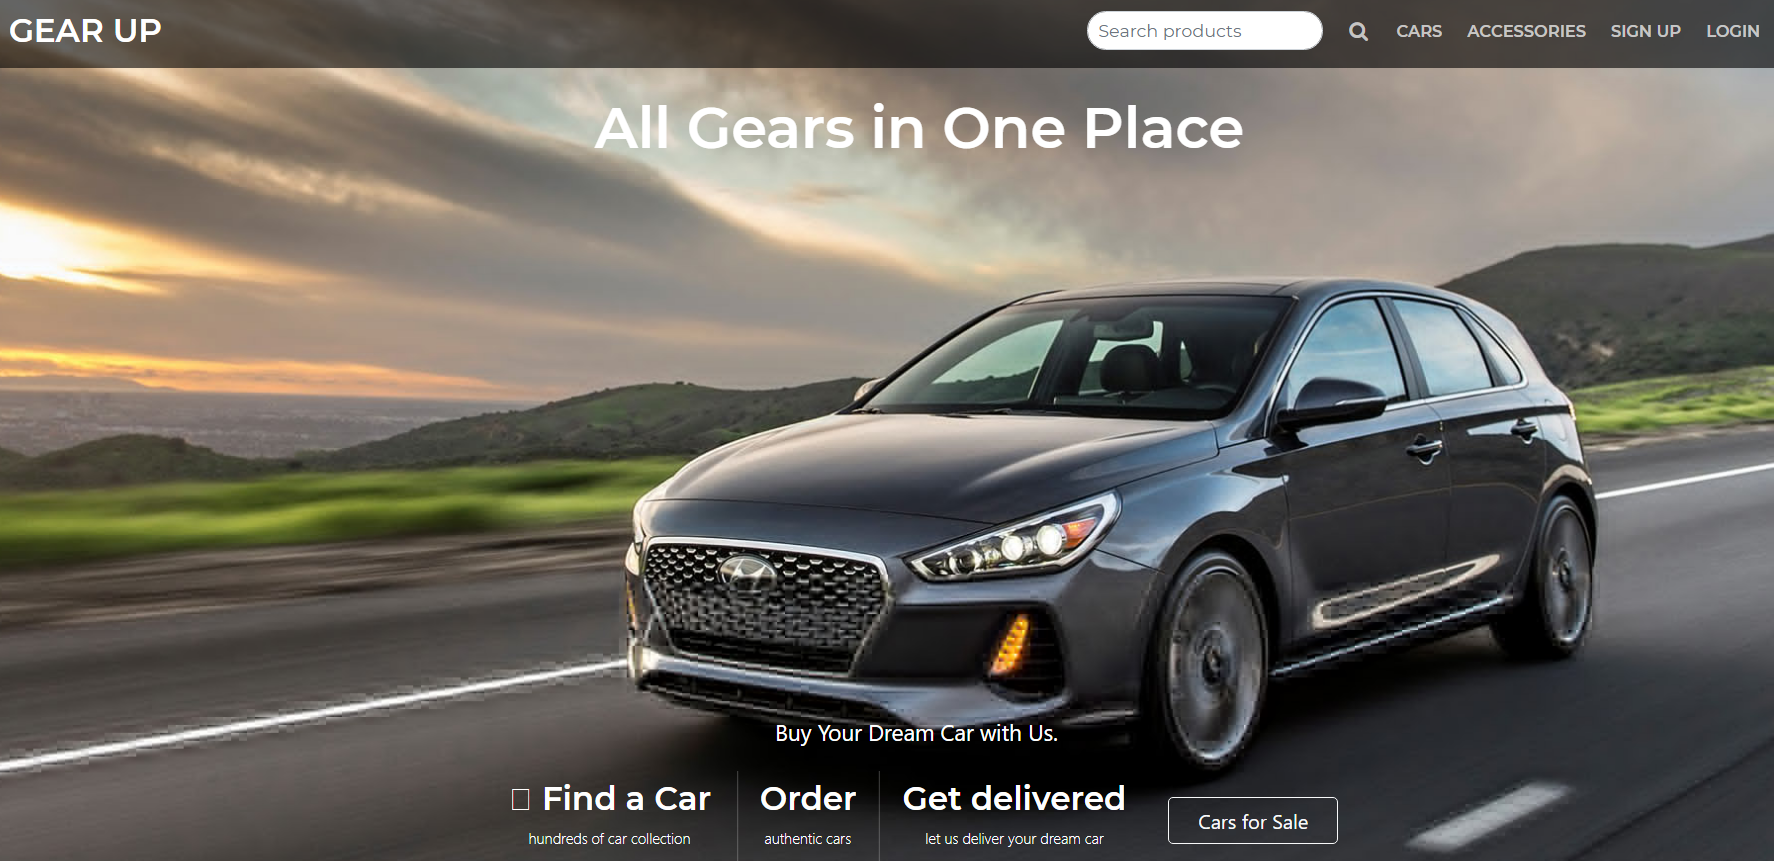 GEAR UP
Search products
CARS
ACCESSORIES
SIGN UP
LOGIN
All Gears in One Place
Buy Your Dream Car with Us.
Find a Car
hundreds of car collection
Order
authentic cars
Get delivered
let us deliver your dream car
Cars for Sale